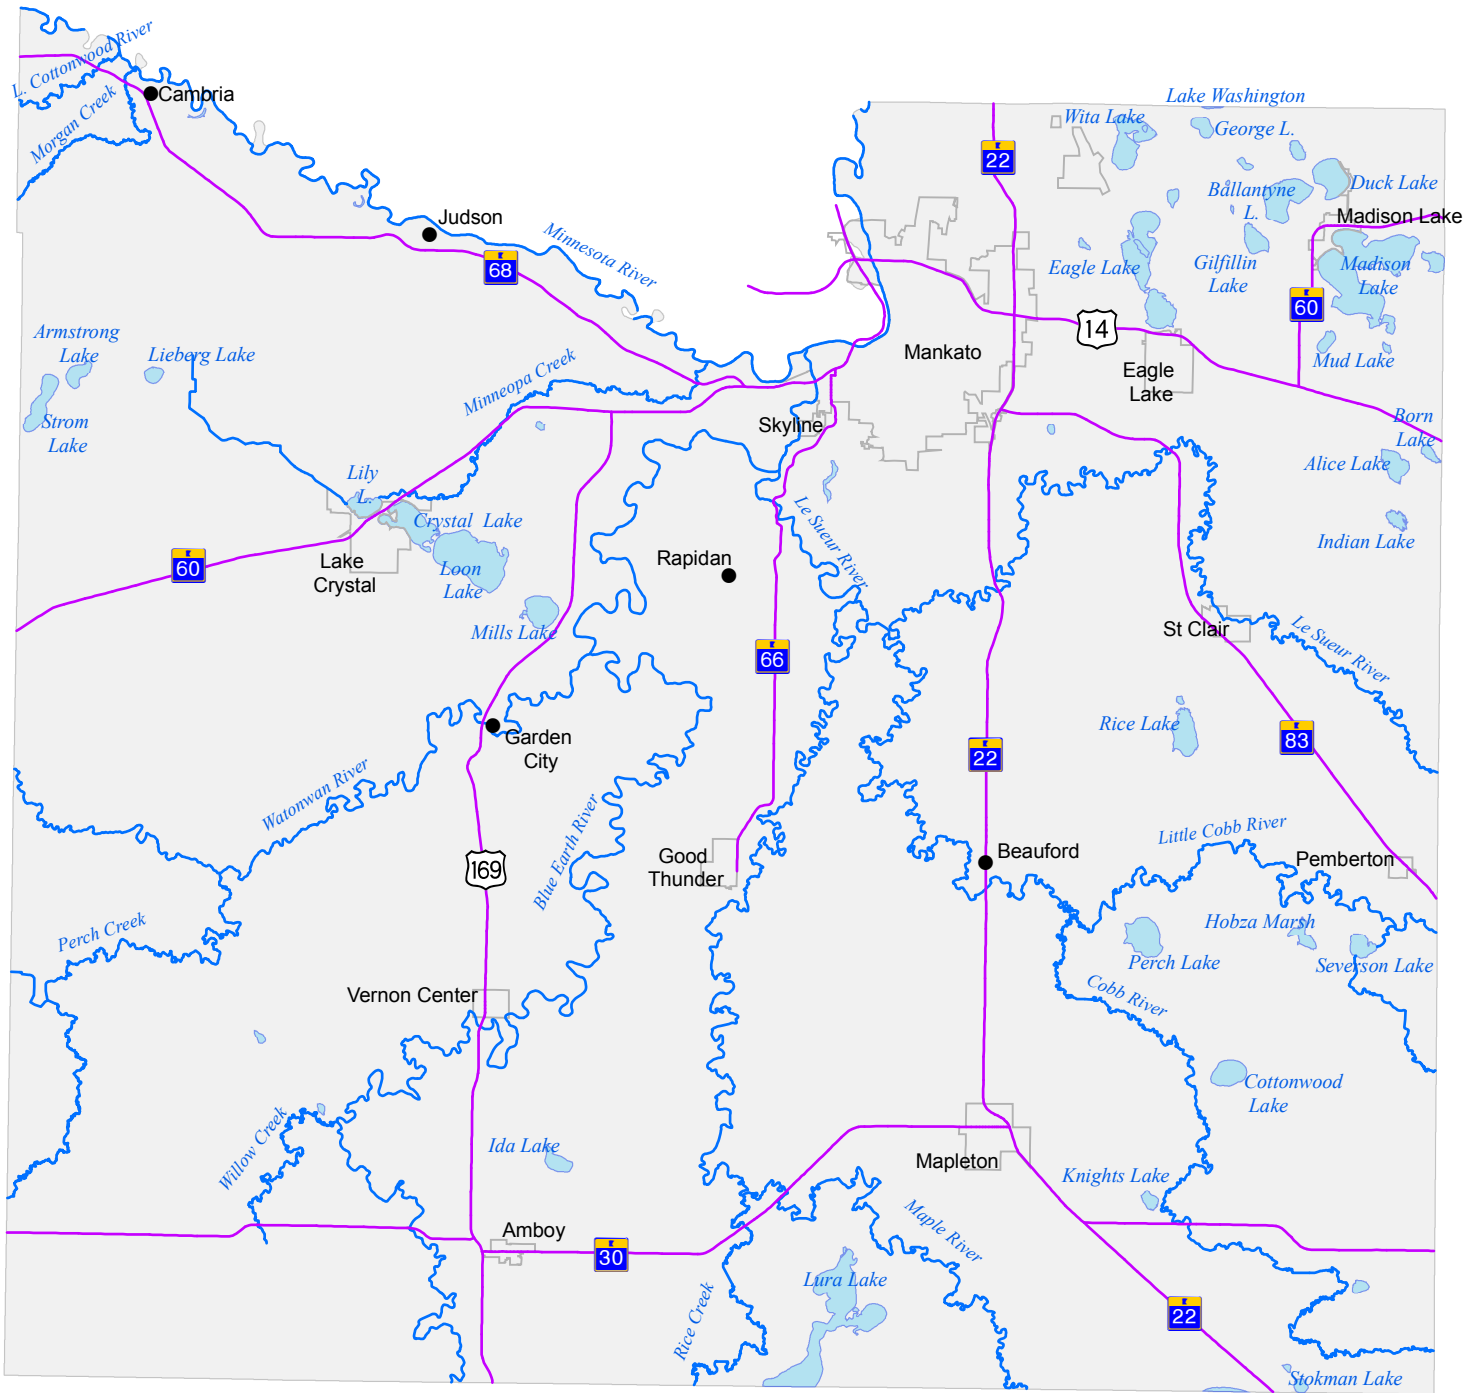 L. Cottonwood River
Cambria
Morgan Creek
Lake Washington
Wita Lake
George L.
22
Judson
Minnesota River
68
Ballantyne
L.
Duck Lake
Madison Lake
Eagle Lake
Gilfillin
Lake
Madison
Lake
60
14
Armstrong
Lake
Lieberg Lake
Mankato
Mud Lake
Eagle
Lake
Minneopa Creek
Strom
Lake
Skyline
Born
Lake
Alice Lake
Lily
L.
Crystal Lake
Le Sueur River
Indian Lake
60
Lake
Crystal
Loon
Lake
Rapidan
Mills Lake
66
St Clair
Le Sueur River
Garden
City
Rice Lake
22
83
Watonwan River
Blue Earth River
169
Good
Thunder
Beauford
Little Cobb River
Pemberton
Perch Creek
Hobza Marsh
Perch Lake
Severson Lake
Vernon Center
Cobb River
Cottonwood
Lake
Willow Creek
Ida Lake
Mapleton
Knights Lake
Amboy
30
Maple River
Lura Lake
Rice Creek
22
Stokman Lake